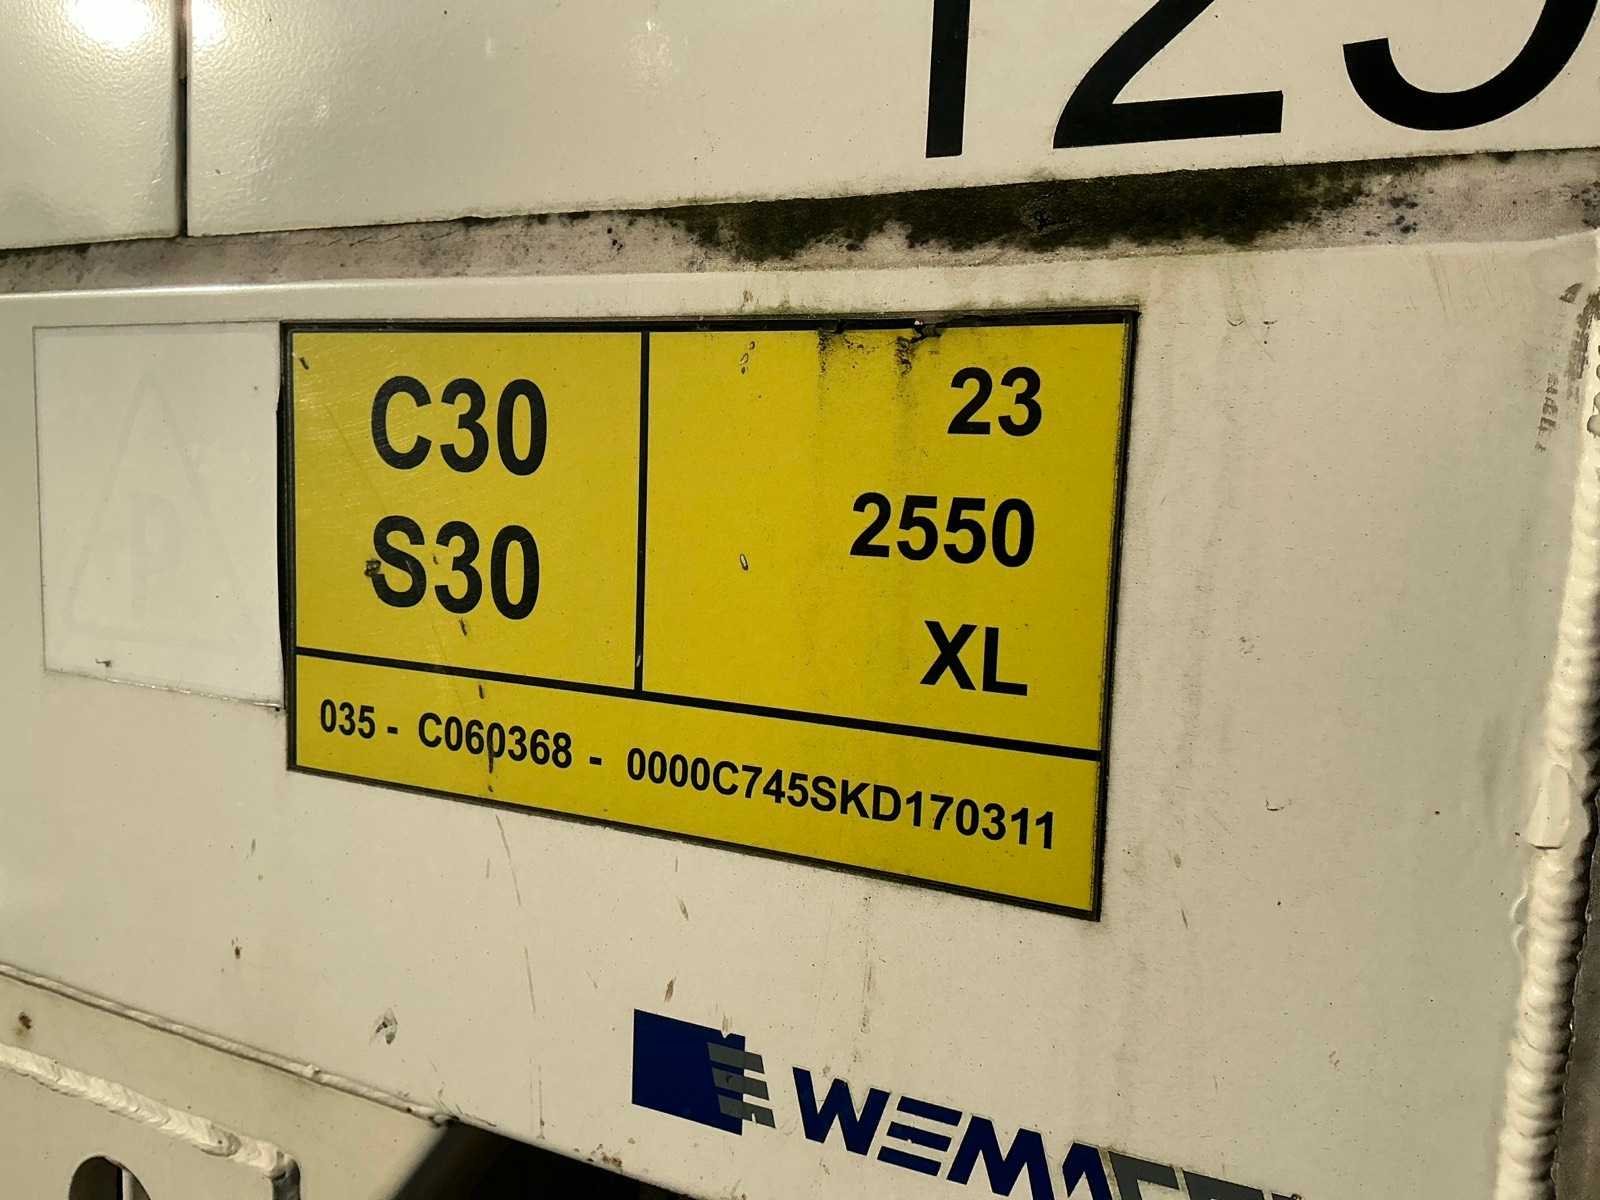 C30
S30
23
2550
XL
035 - C060368 - 0000C745SKD170311
P